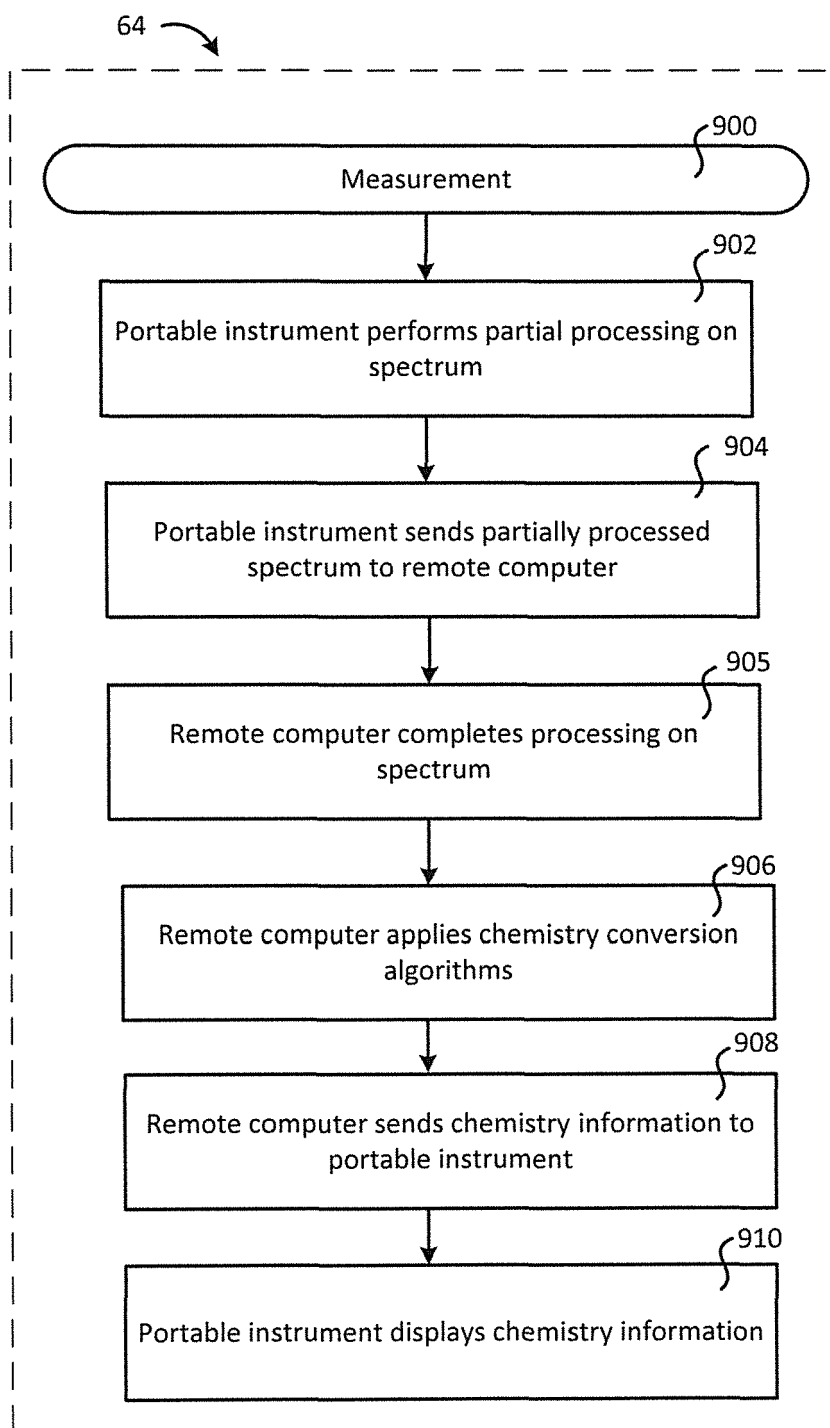 64
900
Measurement
902
Portable instrument performs partial processing on
spectrum
904
Portable instrument sends partially processed
spectrum to remote computer
905
Remote computer completes processing on
spectrum
906
Remote computer applies chemistry conversion
algorithms
908
Remote computer sends chemistry information to
portable instrument
910
Portable instrument displays chemistry information